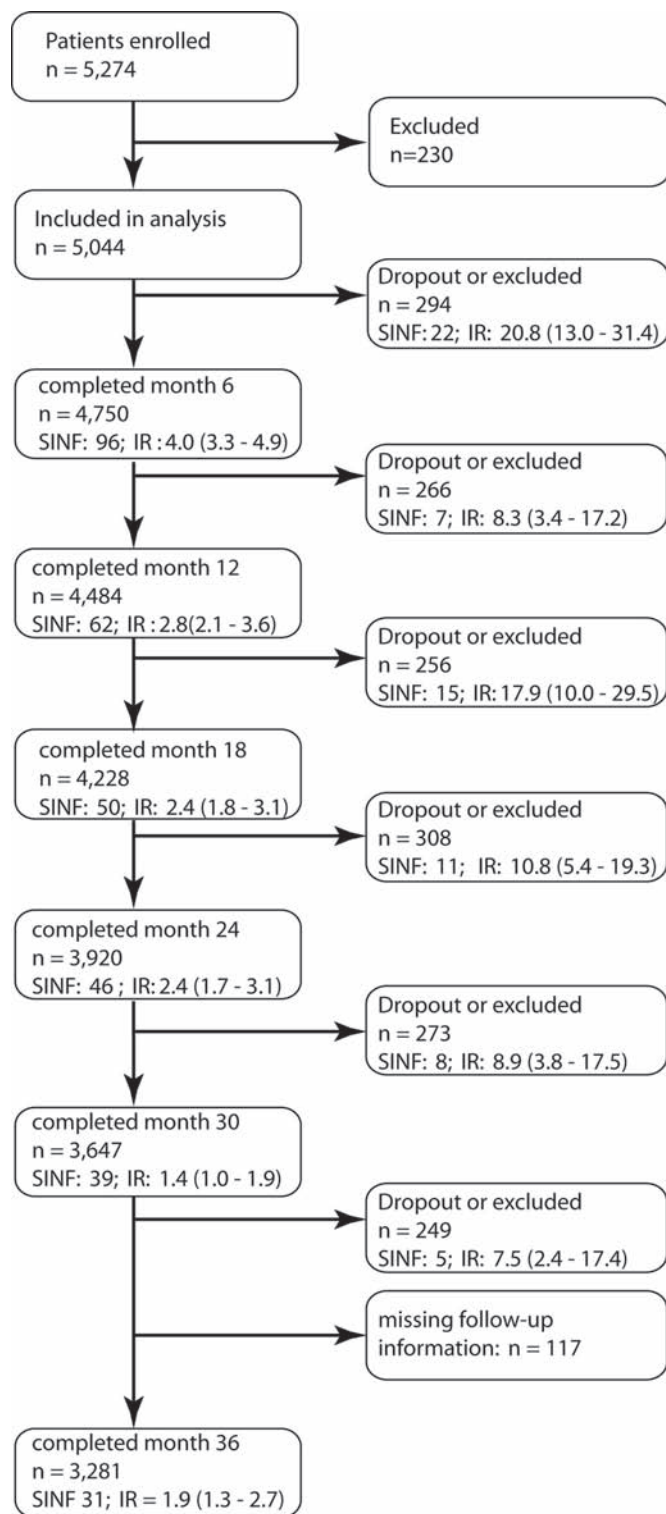 Patients enrolled
n = 5,274
Excluded
n=230
Included in analysis
n = 5,044
Dropout or excluded
n = 294
SINF: 22; IR: 20.8 (13.0 - 31.4)
completed month 6
n = 4,750
SINF: 96; IR : 4.0 (3.3 - 4.9)
Dropout or excluded
n = 266
SINF: 7; IR: 8.3 (3.4 - 17.2)
completed month 12
n = 4,484
SINF: 62; IR : 2.8(2.1 - 3.6)
Dropout or excluded
n = 256
SINF: 15; IR: 17.9 (10.0 - 29.5)
completed month 18
n = 4,228
SINF: 50; IR: 2.4 (1.8 - 3.1)
Dropout or excluded
n = 308
SINF: 11; IR: 10.8 (5.4 - 19.3)
completed month 24
n = 3,920
SINF: 46 ; IR: 2.4 (1.7 - 3.1)
Dropout or excluded
n = 273
SINF: 8; IR: 8.9 (3.8 - 17.5)
completed month 30
n = 3,647
SINF: 39; IR: 1.4 (1.0 - 1.9)
Dropout or excluded
n = 249
SINF: 5; IR: 7.5 (2.4 - 17.4)
missing follow-up
information: n = 117
completed month 36
n = 3,281
SINF 31; IR = 1.9 (1.3 - 2.7)